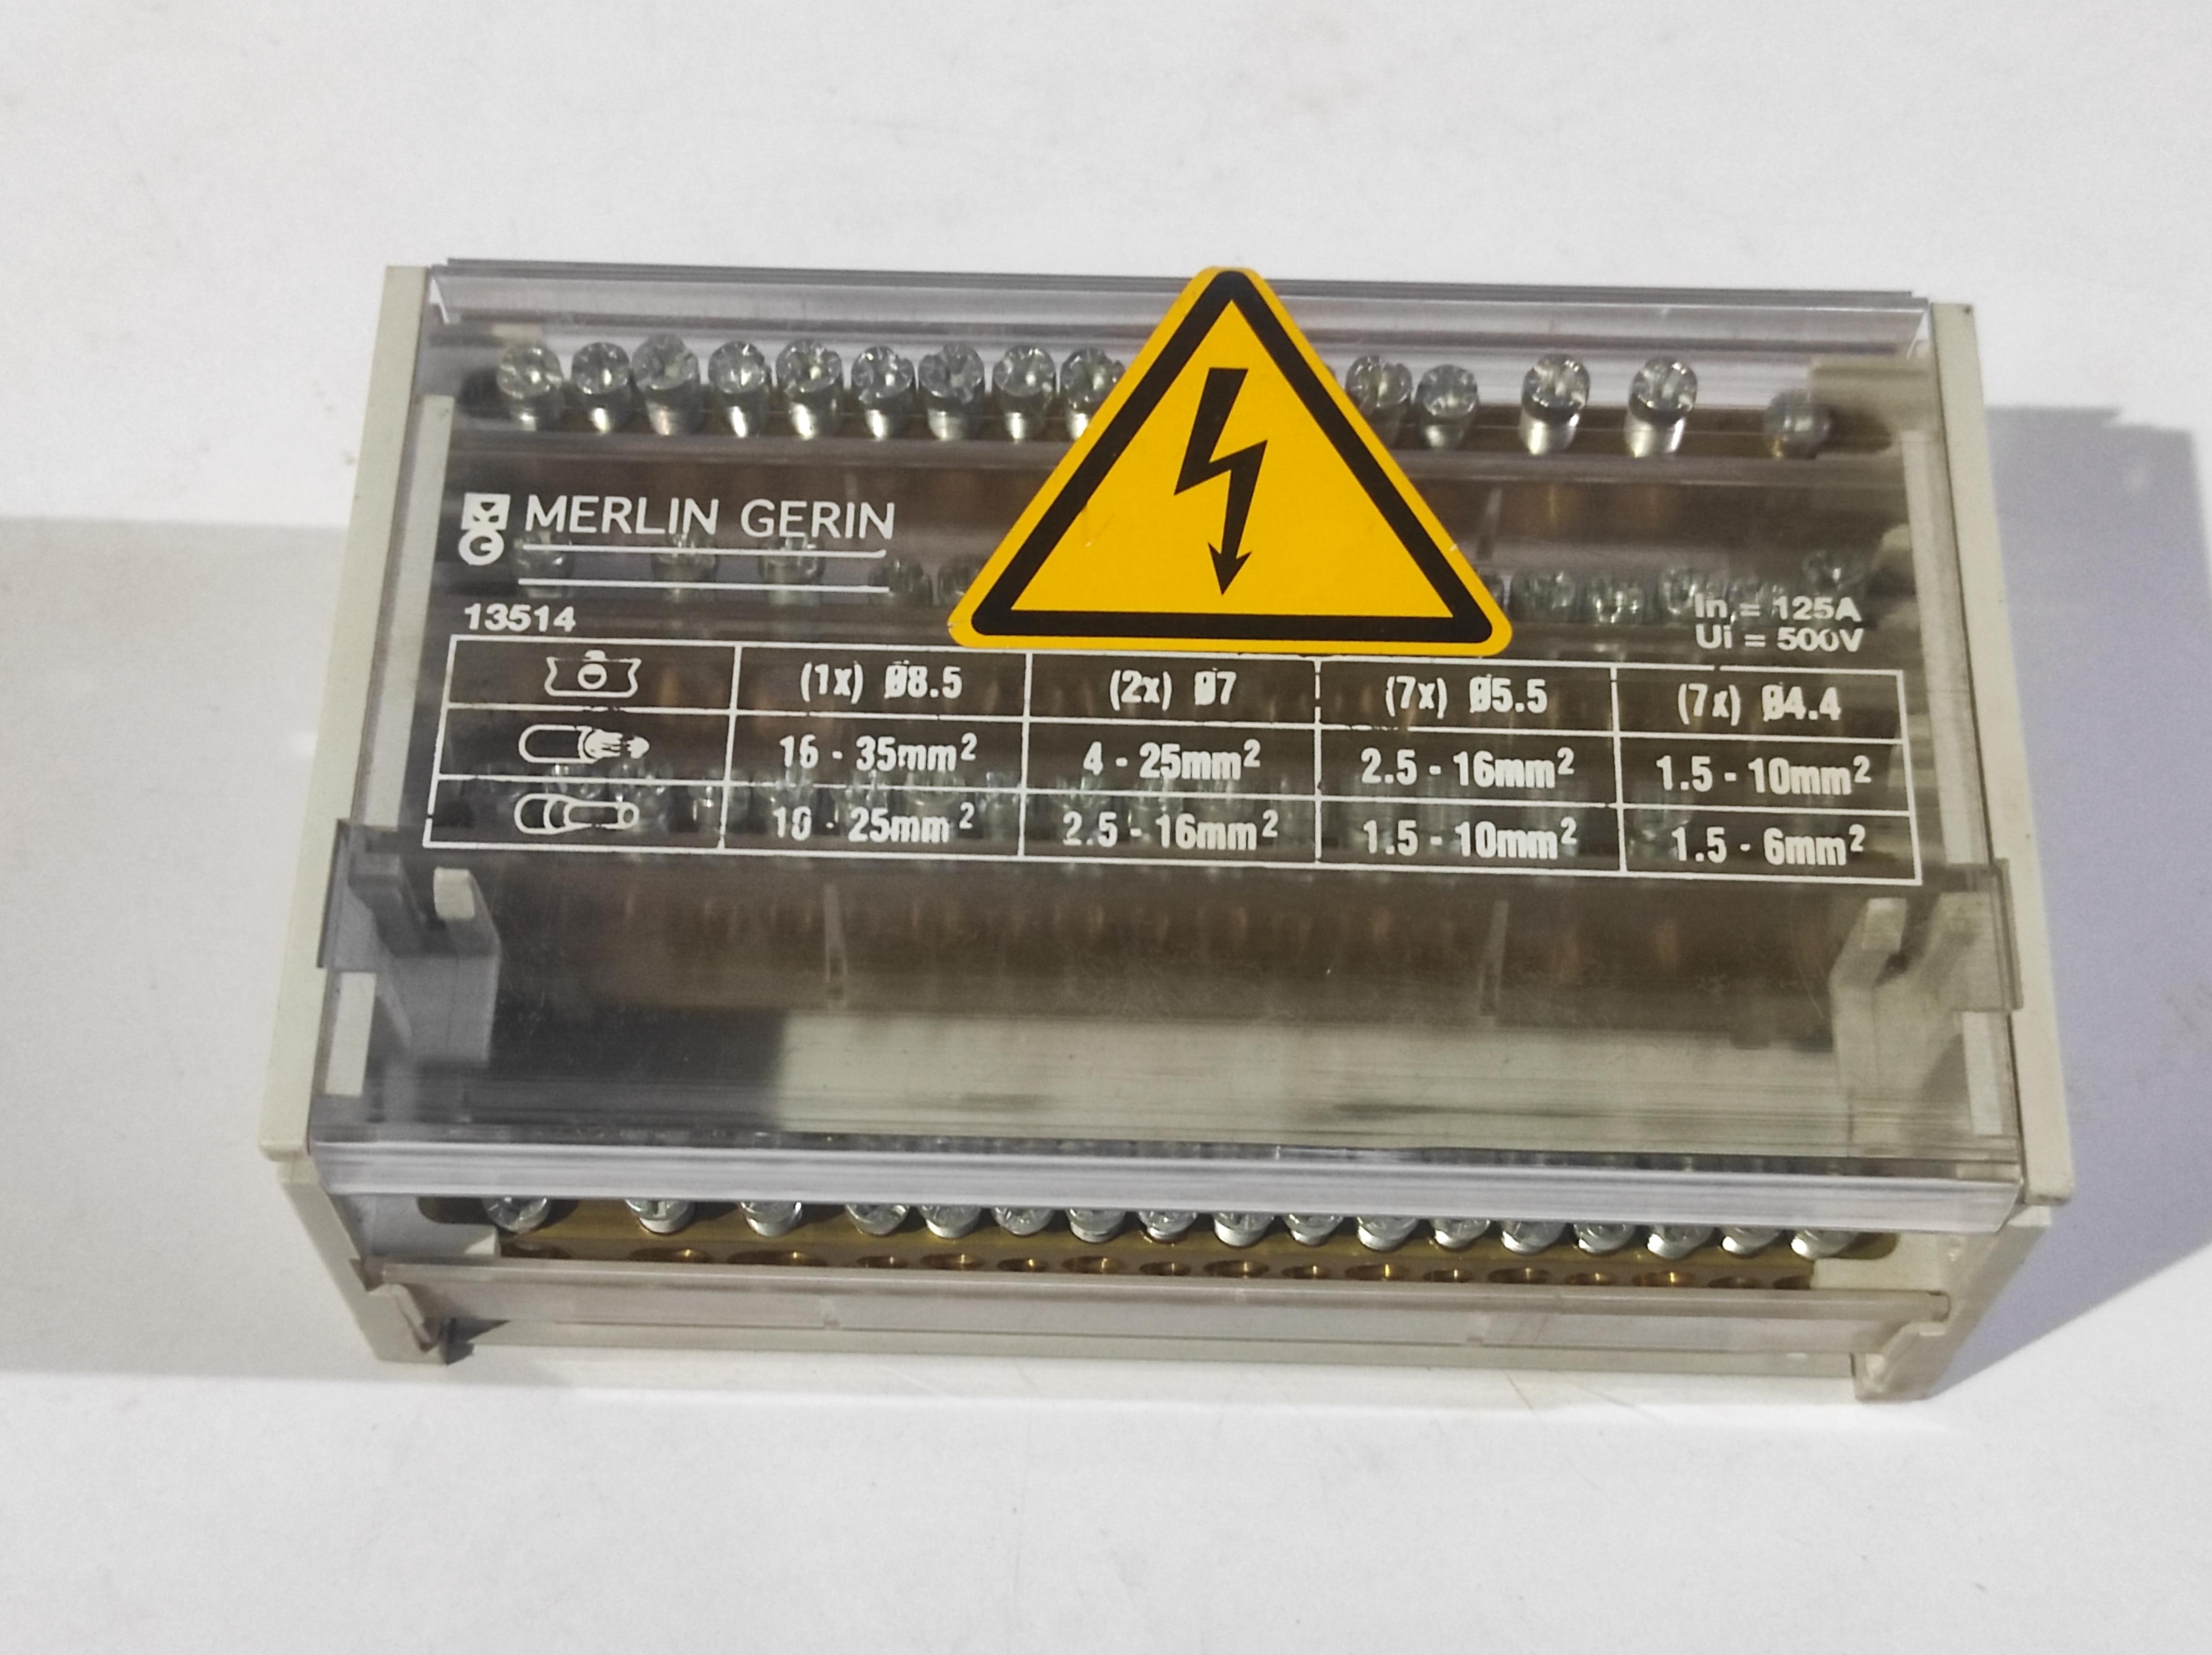 MERLIN GERIN
13514
In = 125A
Ui = 500V
(1x) Ø8.5 (2x) Ø7 (7x) Ø5.5 (7x) Ø4.4
16 - 35mm² 4 - 25mm² 2.5 - 16mm² 1.5 - 10mm²
10 - 25mm² 2.5 - 16mm² 1.5 - 10mm² 1.5 - 6mm²